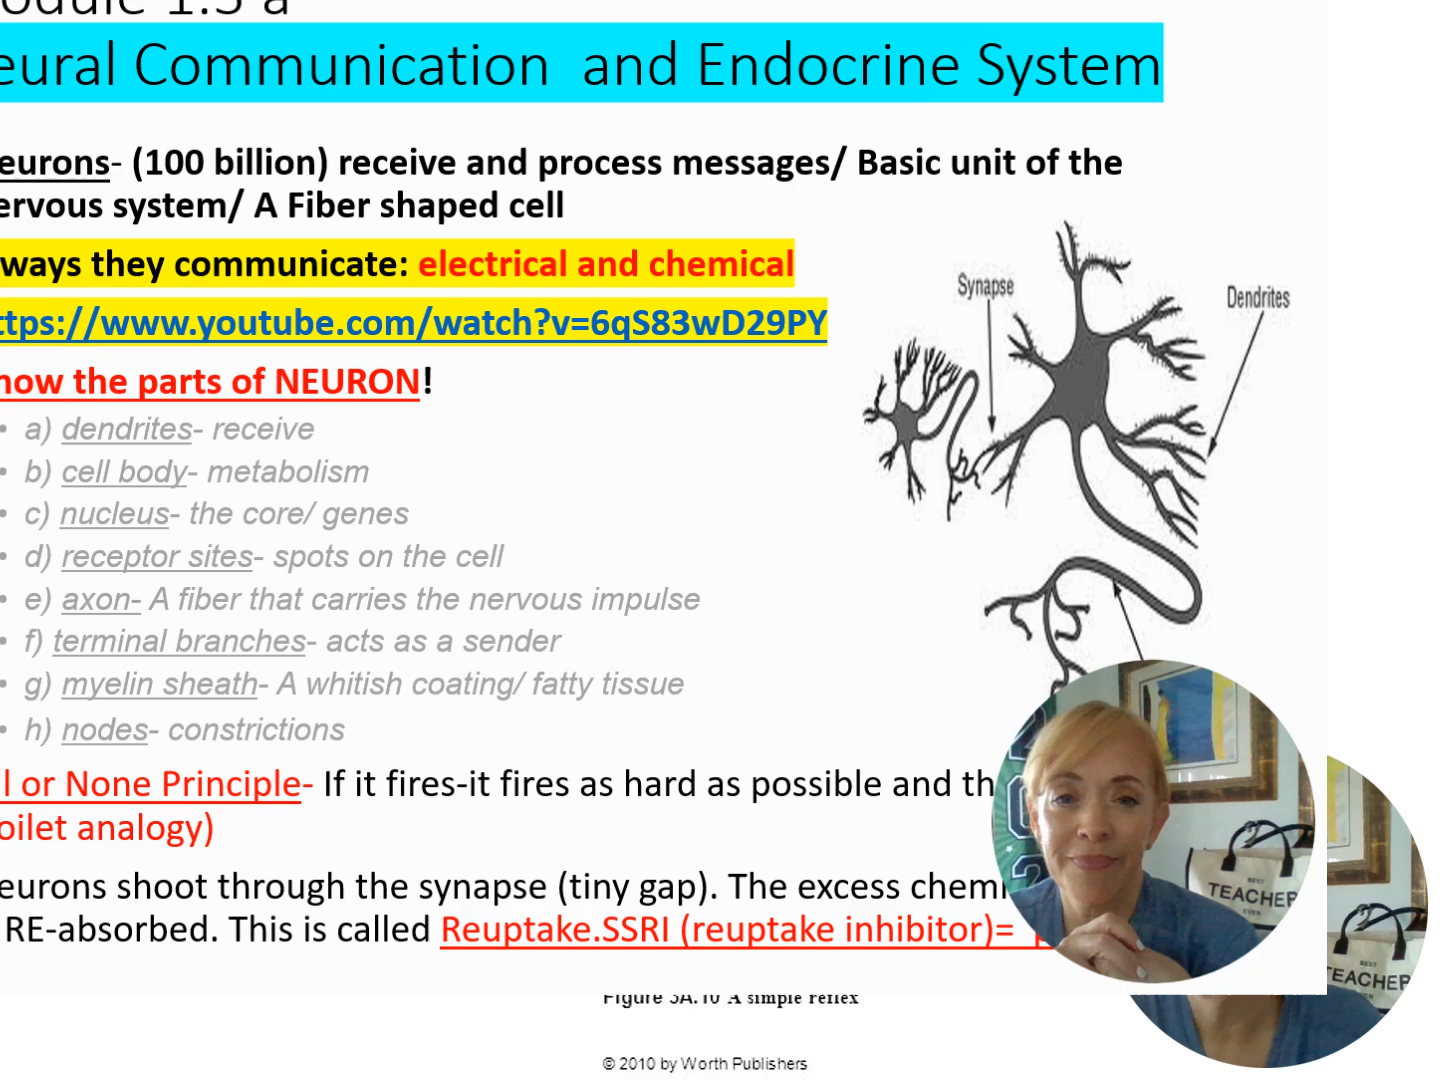 odule 1.3 a
eural Communication and Endocrine System
eurons- (100 billion) receive and process messages/ Basic unit of the
ervous system/ A Fiber shaped cell
ways they communicate: electrical and chemical
ttps://www.youtube.com/watch?v=6qS83wD29PY
now the parts of NEURON!
• a) dendrites- receive
• b) cell body- metabolism
• c) nucleus- the core/ genes
• d) receptor sites- spots on the cell
• e) axon- A fiber that carries the nervous impulse
• f) terminal branches- acts as a sender
• g) myelin sheath- A whitish coating/ fatty tissue
• h) nodes- constrictions
l or None Principle- If it fires-it fires as hard as possible and th
oilet analogy)
eurons shoot through the synapse (tiny gap). The excess chemi
RE-absorbed. This is called Reuptake.SSRI (reuptake inhibitor)=
Synapse
Dendrites
BEST
TEACHER
EVER
BEST
TEACHER
Figure 3A.10 A simple reflex
© 2010 by Worth Publishers